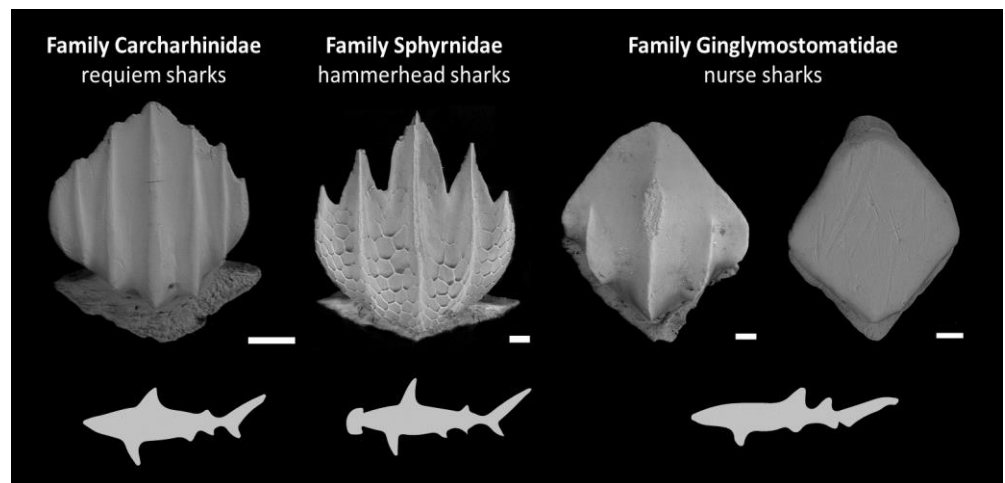 Family Carcharhinidae
requiem sharks
Family Sphyrnidae
hammerhead sharks
Family Ginglymostomatidae
nurse sharks